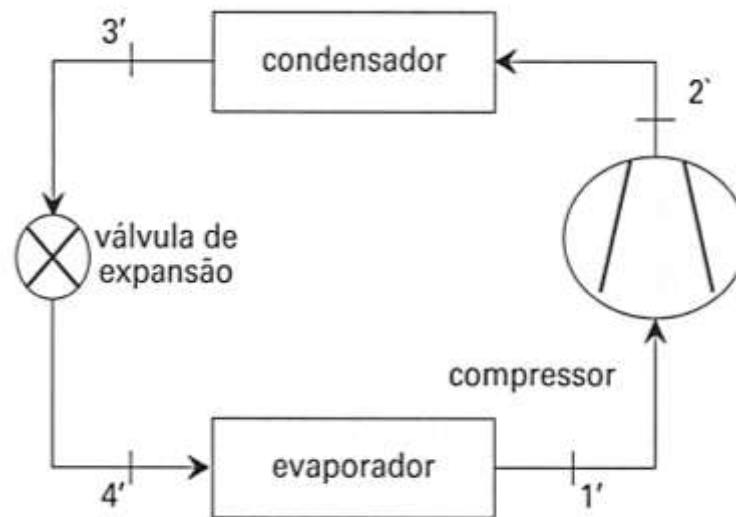 3′
condensador
2`
válvula de
expansão
compressor
evaporador
4′
1′